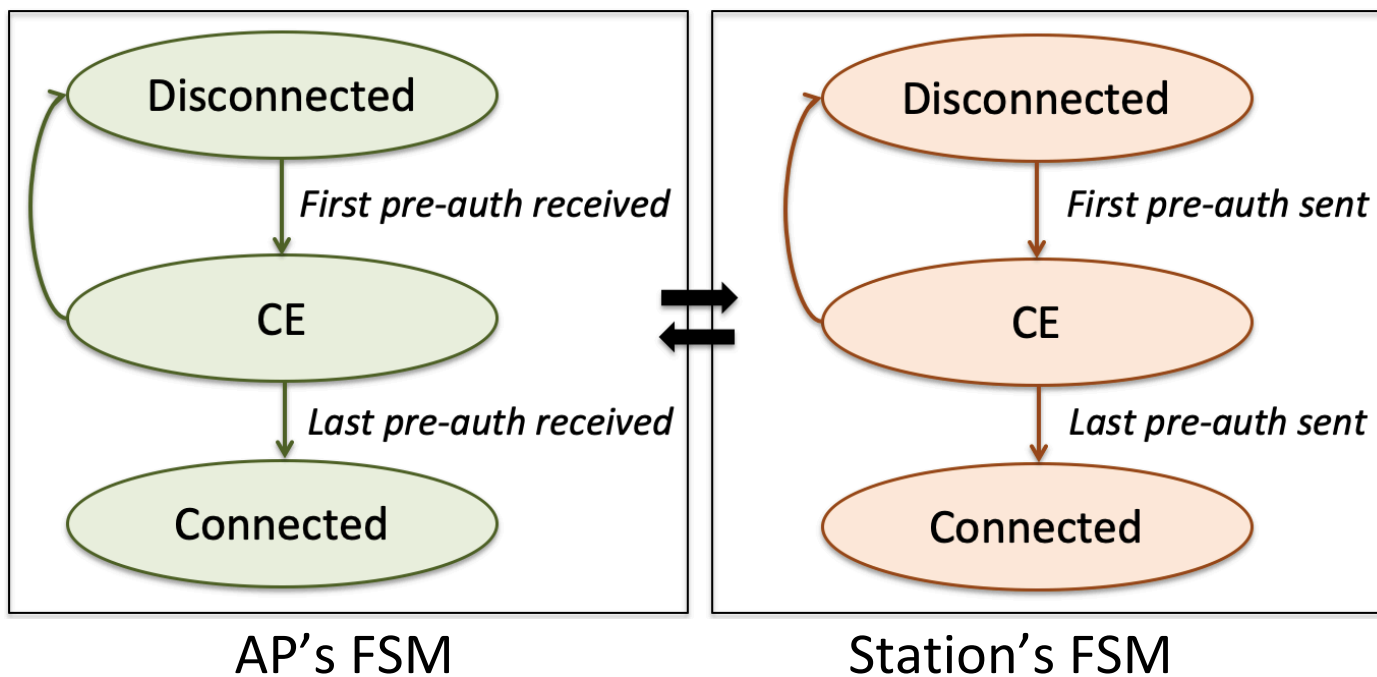 Disconnected
First pre-auth received
CE
Last pre-auth received
Connected
AP's FSM
Disconnected
First pre-auth sent
CE
Last pre-auth sent
Connected
Station's FSM